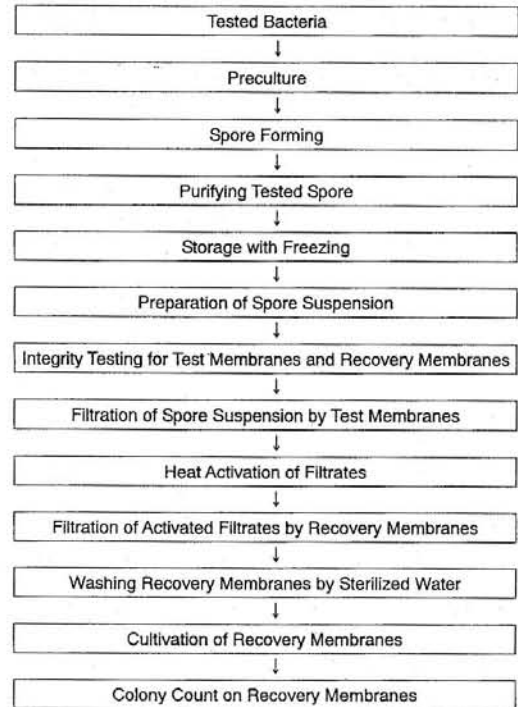 Tested Bacteria
↓
Preculture
↓
Spore Forming
↓
Purifying Tested Spore
↓
Storage with Freezing
↓
Preparation of Spore Suspension
↓
Integrity Testing for Test Membranes and Recovery Membranes
↓
Filtration of Spore Suspension by Test Membranes
↓
Heat Activation of Filtrates
↓
Filtration of Activated Filtrates by Recovery Membranes
↓
Washing Recovery Membranes by Sterilized Water
↓
Cultivation of Recovery Membranes
↓
Colony Count on Recovery Membranes